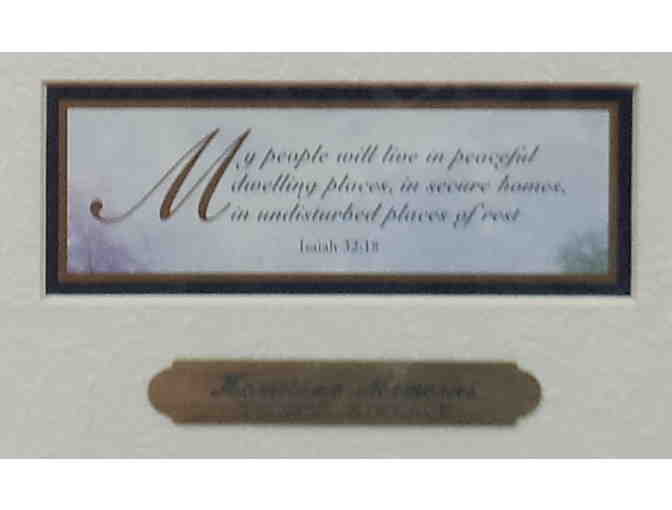 My people will live in peaceful
dwelling places, in secure homes,
in undisturbed places of rest
Isaiah 32:18
Memories